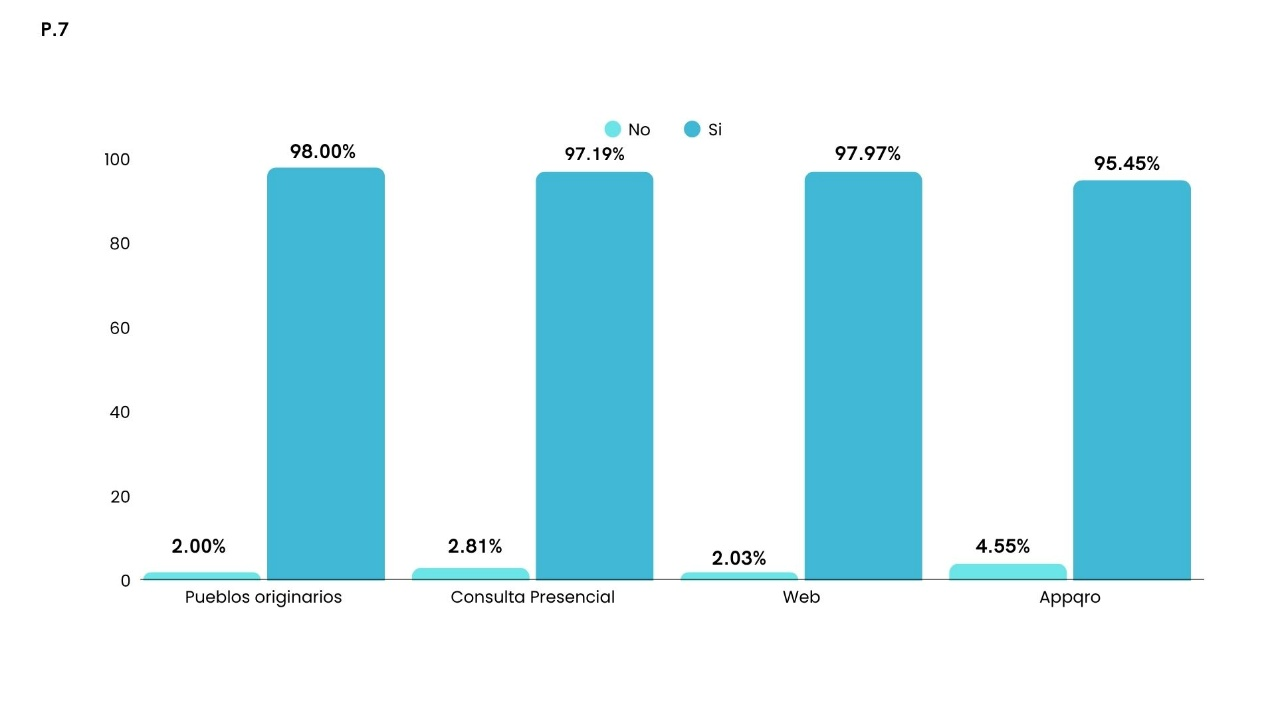 P.7
No Si
100 98.00% 97.19% 97.97% 95.45%
80
60
40
20
2.00% 2.81% 2.03% 4.55%
0
Pueblos originarios Consulta Presencial Web Appqro